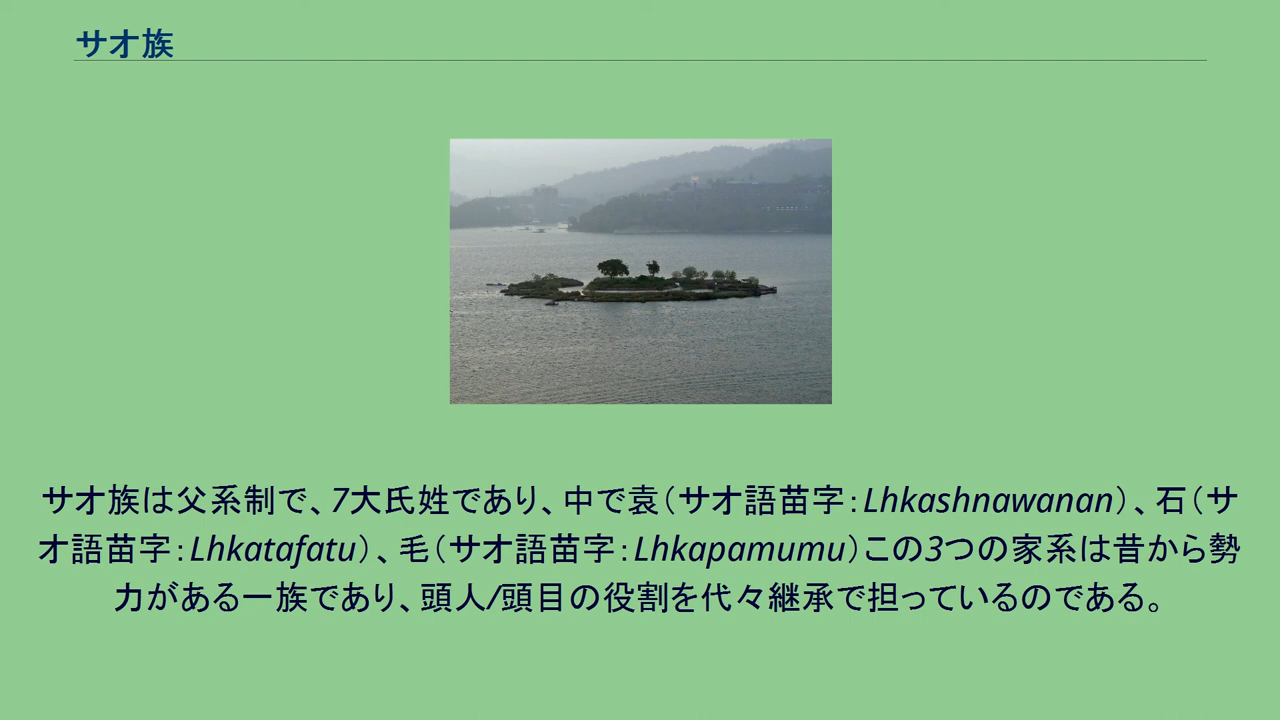 サオ族
サオ族は父系制で、7大氏姓であり、中で袁（サオ語苗字：Lhkashnawanan）、石（サ
オ語苗字：Lhkatafatu）、毛（サオ語苗字：Lhkapamumu）この3つの家系は昔から勢
力がある一族であり、頭人/頭目の役割を代々継承で担っているのである。